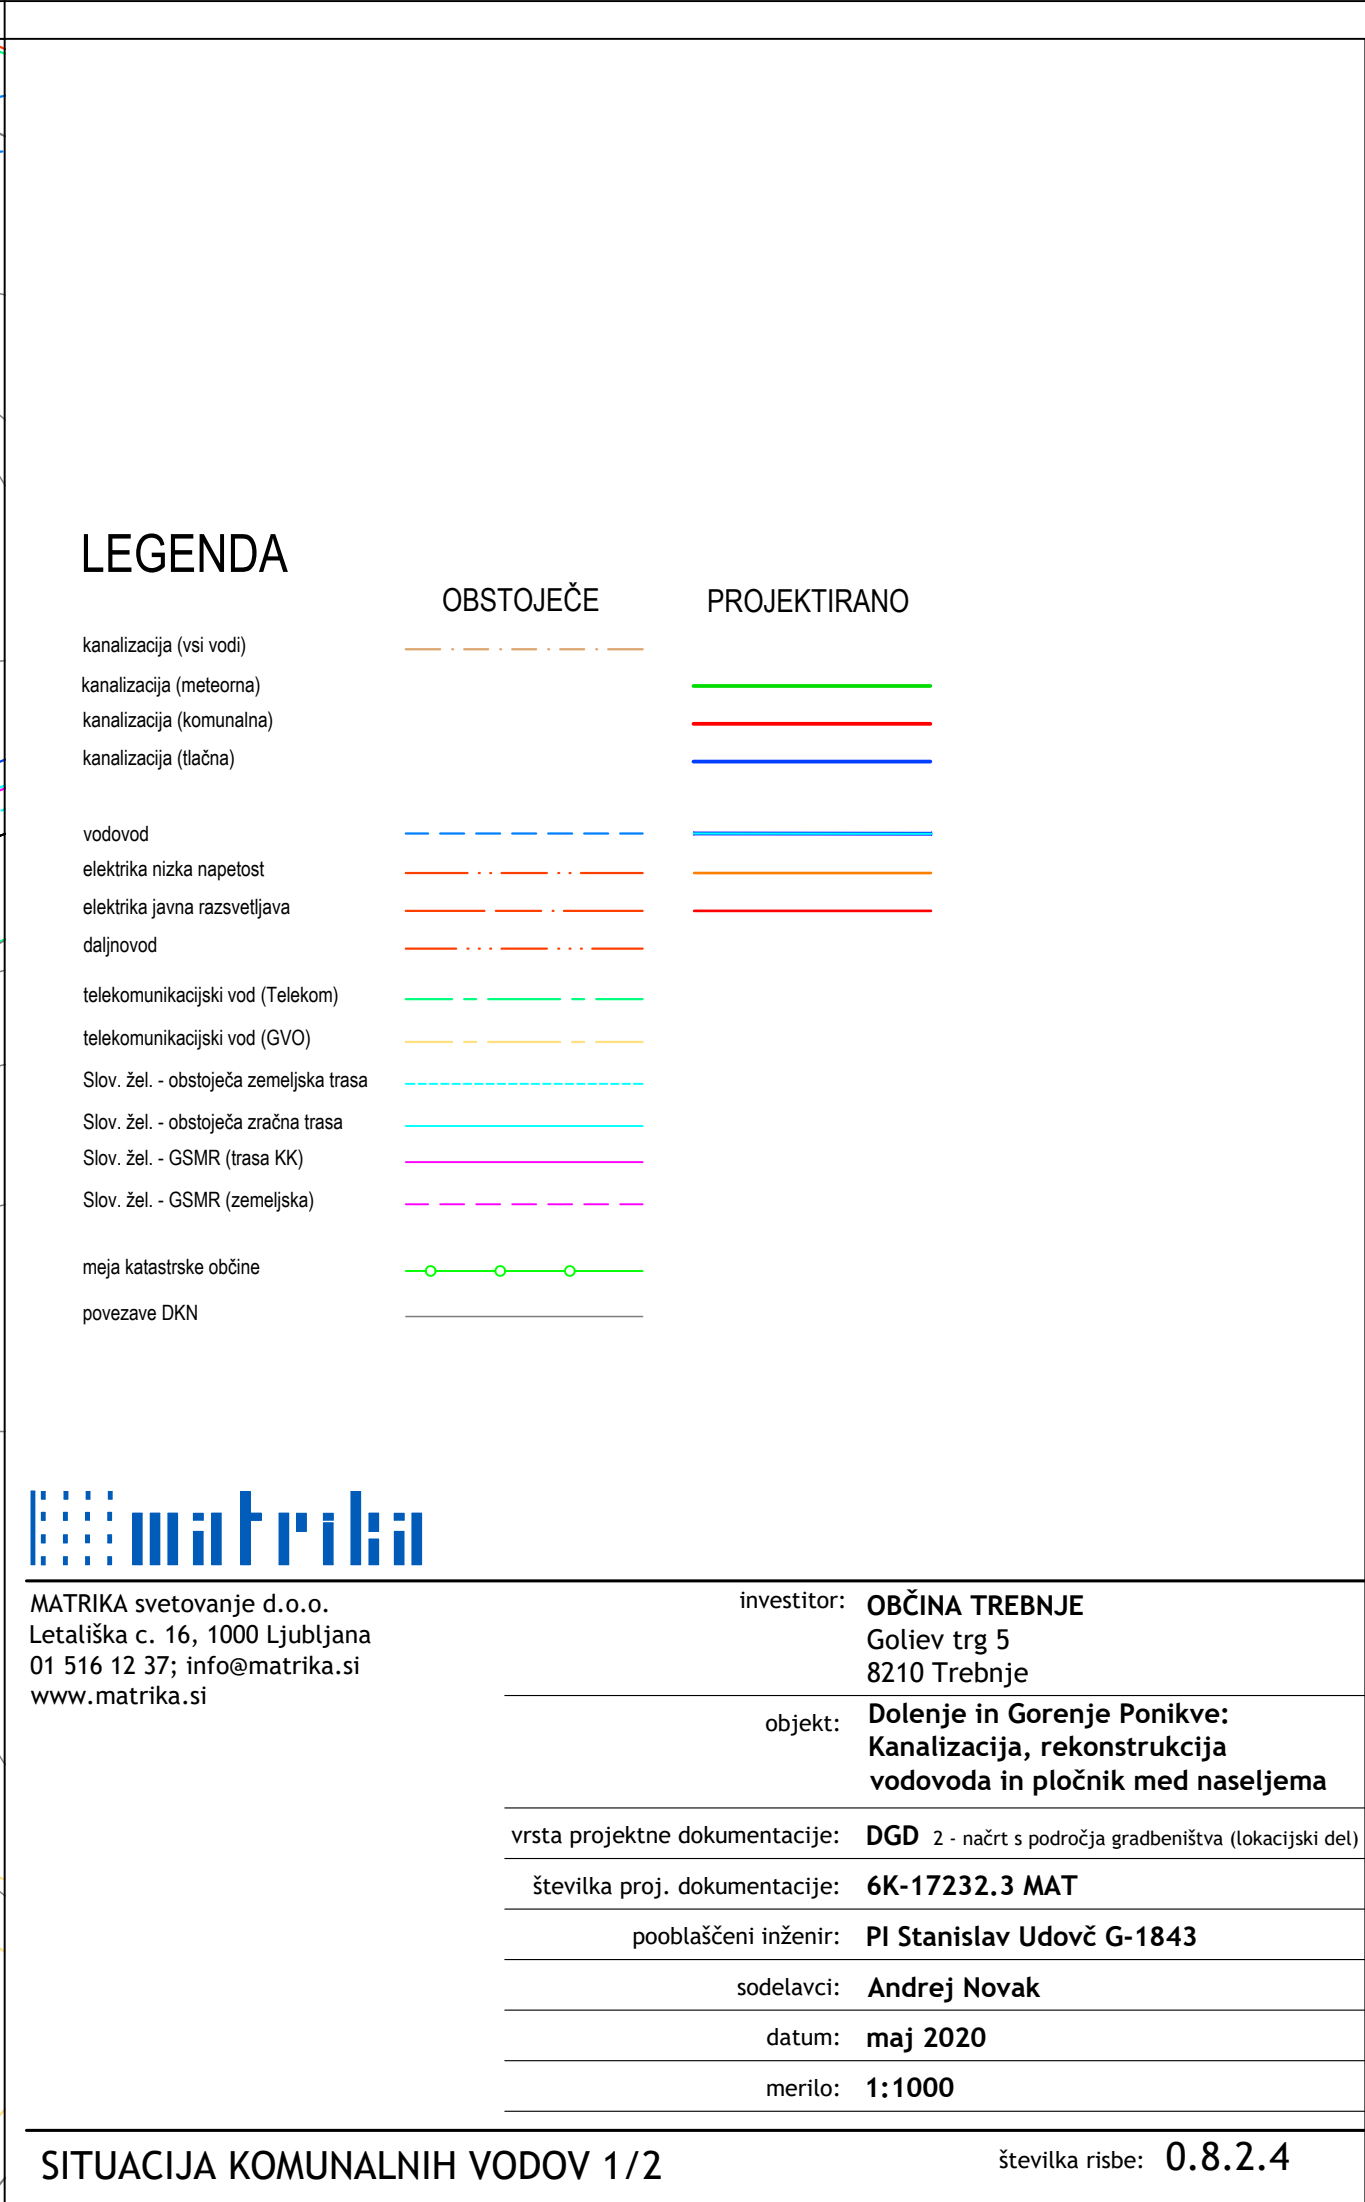 LEGENDA
OBSTOJEČE PROJEKTIRANO
kanalizacija (vsi vodi)
kanalizacija (meteorna)
kanalizacija (komunalna)
kanalizacija (tlačna)
vodovod
elektrika nizka napetost
elektrika javna razsvetljava
daljnovod
telekomunikacijski vod (Telekom)
telekomunikacijski vod (GVO)
Slov. žel. - obstoječa zemeljska trasa
Slov. žel. - obstoječa zračna trasa
Slov. žel. - GSMR (trasa KK)
Slov. žel. - GSMR (zemeljska)
meja katastrske občine
povezave DKN
matrika
MATRIKA svetovanje d.o.o.
Letališka c. 16, 1000 Ljubljana
01 516 12 37; info@matrika.si
www.matrika.si
investitor: OBČINA TREBNJE
Goliev trg 5
8210 Trebnje
objekt: Dolenje in Gorenje Ponikve:
Kanalizacija, rekonstrukcija
vodovoda in pločnik med naseljema
vrsta projektne dokumentacije: DGD 2 - načrt s področja gradbeništva (lokacijski del)
številka proj. dokumentacije: 6K-17232.3 MAT
pooblaščeni inženir: PI Stanislav Udovč G-1843
sodelavci: Andrej Novak
datum: maj 2020
merilo: 1:1000
SITUACIJA KOMUNALNIH VODOV 1/2
številka risbe: 0.8.2.4